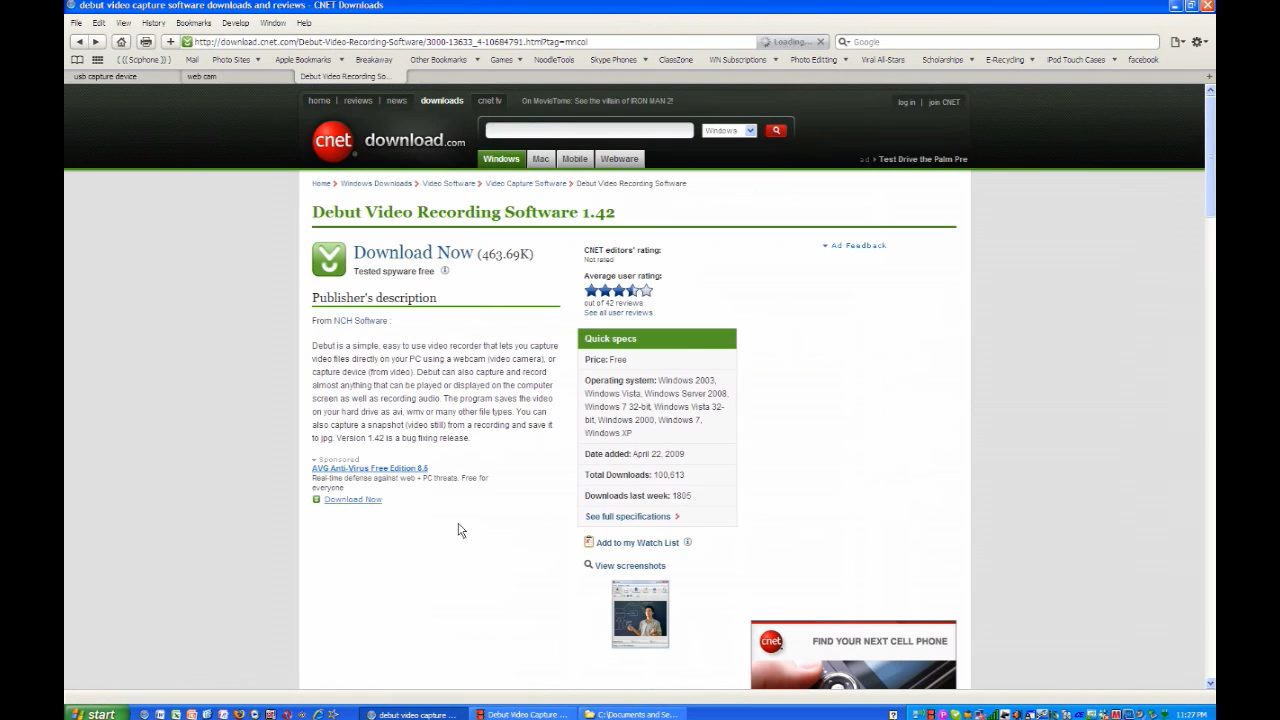 debut video capture software downloads and reviews - CNET Downloads
File Edit View History Bookmarks Develop Window Help
http://download.cnet.com/Debut-Video-Recording-Software/3000-13633_4-10684791.html?tag=mncol Loading... Google
(((Sciphone))) Mail Photo Sites Apple Bookmarks Breakaway Other Bookmarks Games NoodleTools Skype Phones ClassZone WN Subscriptions Photo Editing Viral All-Stars Scholarships E-Recycling iPod Touch Cases facebook
usb capture device web cam Debut Video Recording So...
home reviews news downloads cnet tv On MovieTome: See the villain of IRON MAN 2! log in join CNET
cnet download.com Windows
Windows Mac Mobile Webware ad > Test Drive the Palm Pre
Home Windows Downloads Video Software Video Capture Software Debut Video Recording Software
Debut Video Recording Software 1.42
Download Now (463.69K)
Tested spyware free
Publisher's description
From NCH Software :
Debut is a simple, easy to use video recorder that lets you capture
video files directly on your PC using a webcam (video camera), or
capture device (from video). Debut can also capture and record
almost anything that can be played or displayed on the computer
screen as well as recording audio. The program saves the video
on your hard drive as avi, wmv or many other file types. You can
also capture a snapshot (video still) from a recording and save it
to jpg. Version 1.42 is a bug fixing release.
Sponsored
AVG Anti-Virus Free Edition 8.5
Real-time defense against web + PC threats. Free for
everyone
Download Now
CNET editors' rating:
Not rated
Average user rating:
out of 42 reviews
See all user reviews
Quick specs
Price: Free
Operating system: Windows 2003,
Windows Vista, Windows Server 2008,
Windows 7 32-bit, Windows Vista 32-
bit, Windows 2000, Windows 7,
Windows XP
Date added: April 22, 2009
Total Downloads: 100,613
Downloads last week: 1805
See full specifications
Add to my Watch List
View screenshots
Ad Feedback
cnet FIND YOUR NEXT CELL PHONE
start debut video capture ... Debut Video Capture ... C:\Documents and Se... 11:27 PM